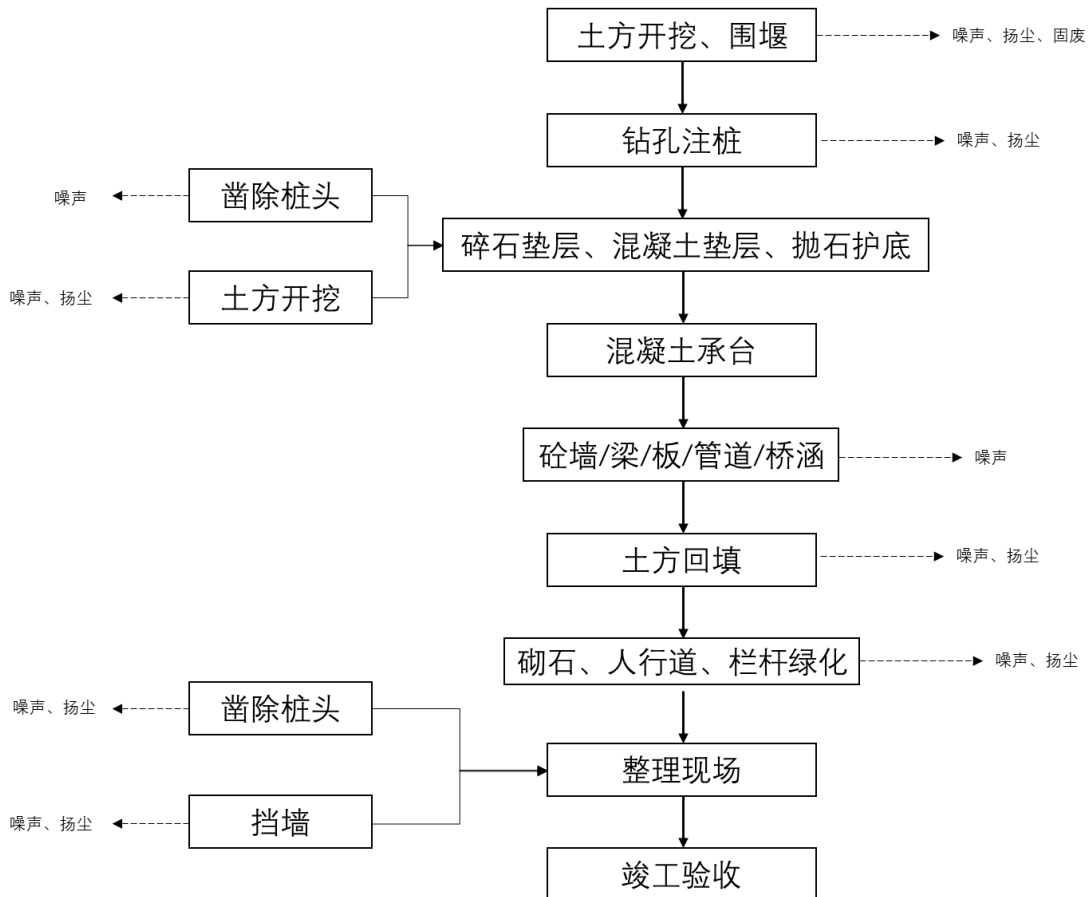 土方开挖、围堰
噪声、扬尘、固废
钻孔注桩
噪声、扬尘
噪声
凿除桩头
碎石垫层、混凝土垫层、抛石护底
噪声、扬尘
土方开挖
混凝土承台
砼墙/梁/板/管道/桥涵
噪声
土方回填
噪声、扬尘
砌石、人行道、栏杆绿化
噪声、扬尘
噪声、扬尘
凿除桩头
整理现场
噪声、扬尘
挡墙
竣工验收